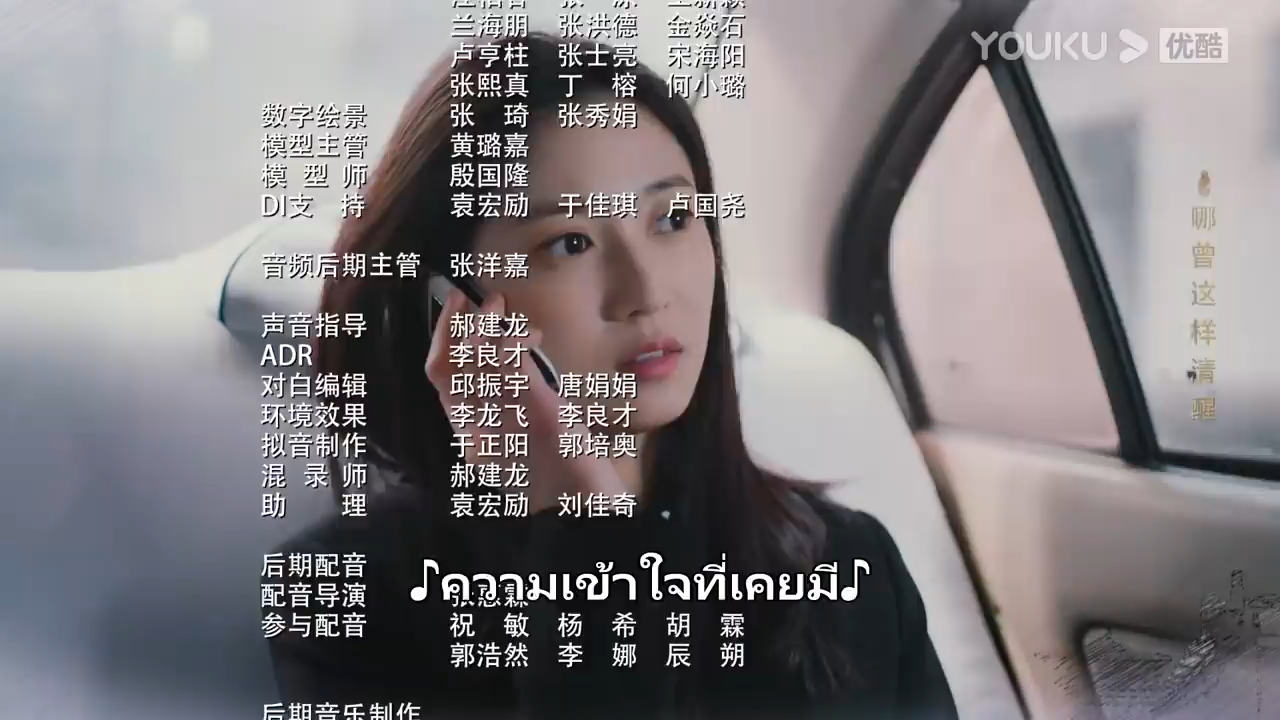 兰海朋 张洪德 金焱石
YOUKU 优酷
卢亨柱 张士亮 宋海阳
张熙真 丁 榕 何小璐
数字绘景 张 琦 张秀娟
模型主管 黄璐嘉
模 型 师 殷国隆
DI支 持 袁宏励 于佳琪 卢国尧
哪曾这样清醒
音频后期主管 张洋嘉
声音指导 郝建龙
ADR 李良才
对白编辑 邱振宇 唐娟娟
环境效果 李龙飞 李良才
拟音制作 于正阳 郭培奥
混 录 师 郝建龙
助 理 袁宏励 刘佳奇
后期配音
♪ความเข้าใจที่เคยมี♪
配音导演
参与配音 祝 敏 杨 希 胡 霖
郭浩然 李 娜 辰 朔
后期音乐制作